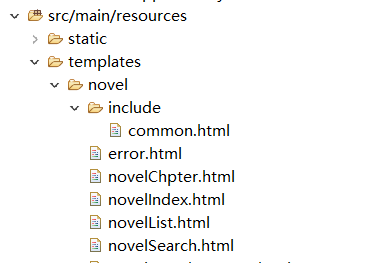 src/main/resources
static
templates
novel
include
common.html
error.html
novelChpter.html
novelIndex.html
novelList.html
novelSearch.html